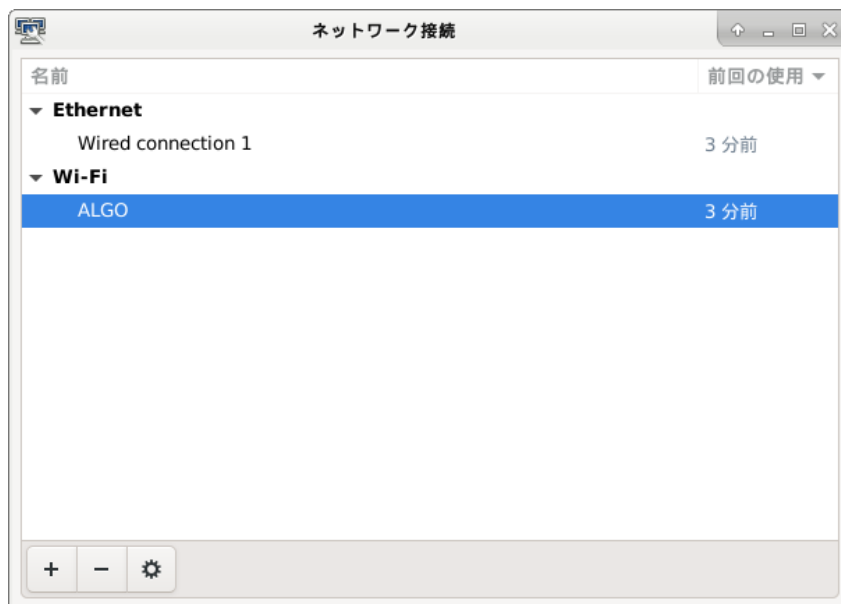 ネットワーク接続
名前 前回の使用
Ethernet
Wired connection 1 3 分前
Wi-Fi
ALGO 3 分前